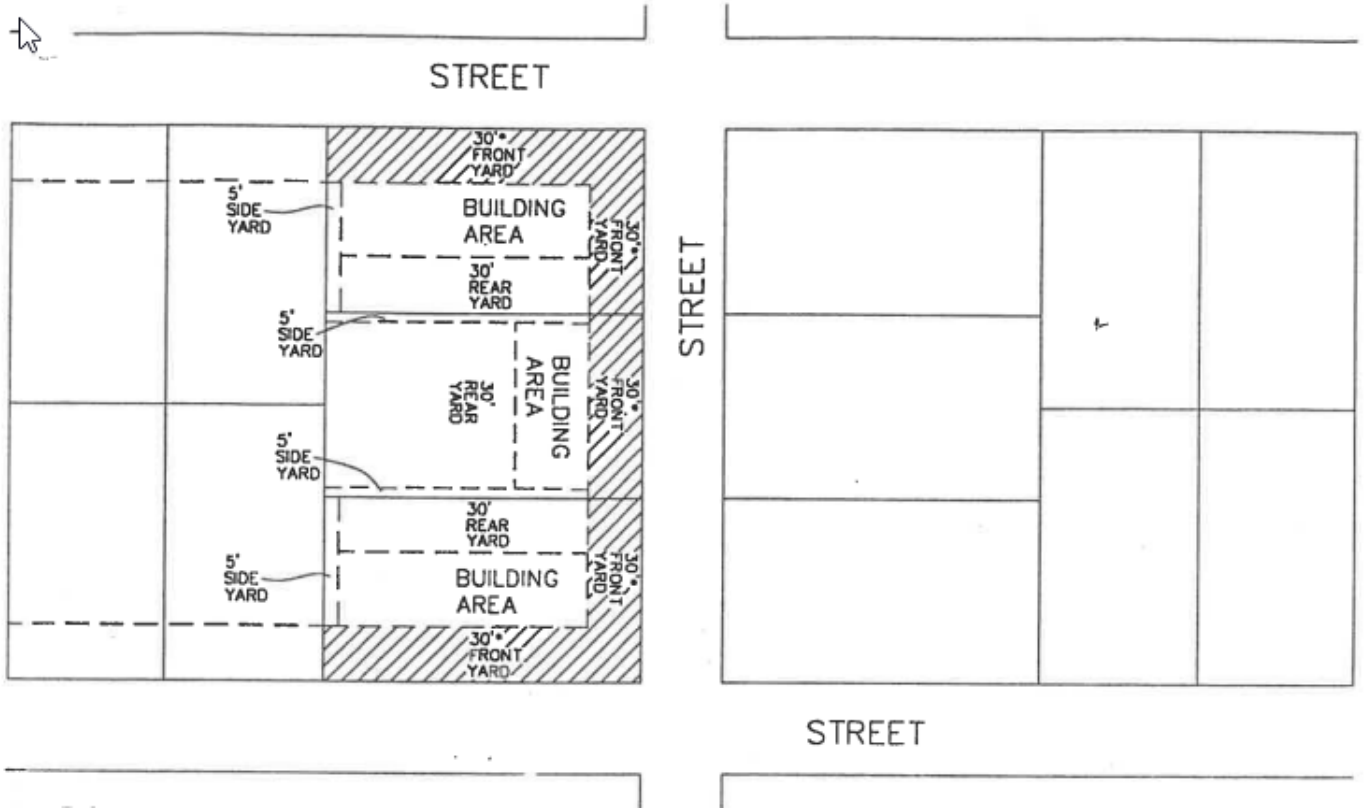 STREET
30'*
FRONT
YARD
5'
SIDE
YARD
BUILDING
AREA
30'*
FRONT
YARD
30'
REAR
YARD
STREET
5'
SIDE
YARD
BUILDING
AREA
30'
REAR
YARD
30'*
FRONT
YARD
5'
SIDE
YARD
30'
REAR
YARD
5'
SIDE
YARD
BUILDING
AREA
30'*
FRONT
YARD
30'*
FRONT
YARD
STREET